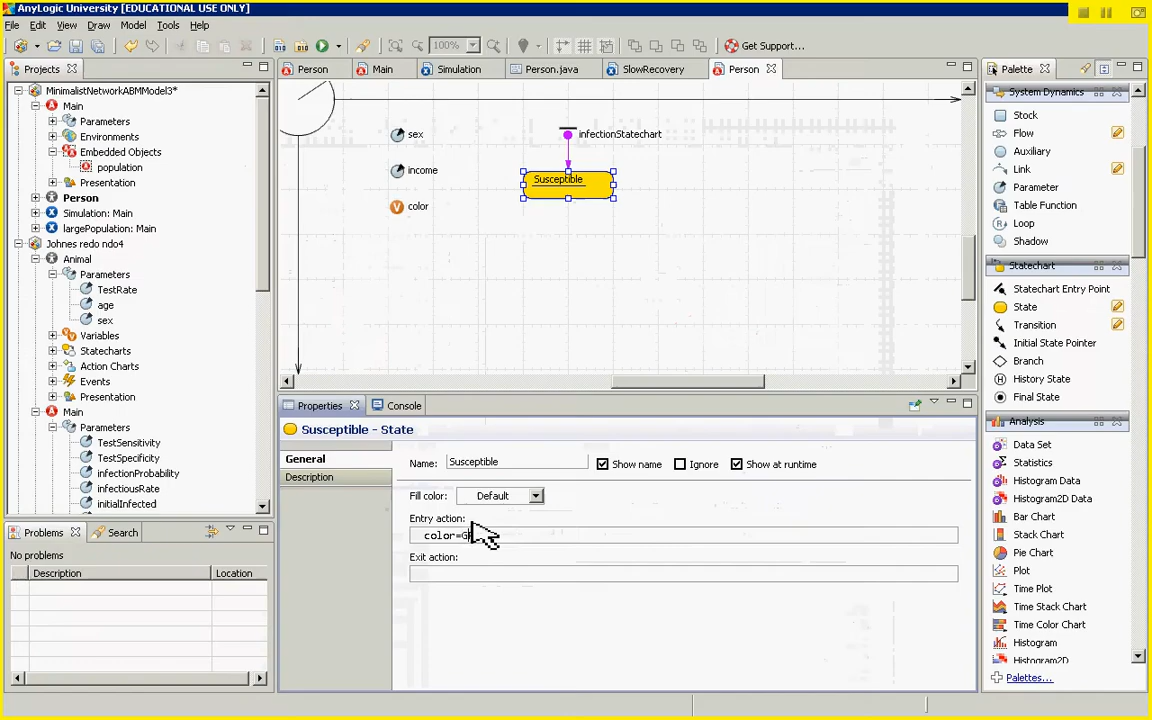 AnyLogic University [EDUCATIONAL USE ONLY]
File Edit View Draw Model Tools Help
100% Get Support...
Projects
MinimalistNetworkABMModel3*
Main
Parameters
Environments
Embedded Objects
population
Presentation
Person
Simulation: Main
largePopulation: Main
Johnes redo ndo4
Animal
Parameters
TestRate
age
sex
Variables
Statecharts
Action Charts
Events
Presentation
Main
Parameters
TestSensitivity
TestSpecificity
infectionProbability
infectiousRate
initialInfected
Problems Search
No problems
Description Location
Person Main Simulation Person.java SlowRecovery Person
sex
income
color
infectionStatechart
Susceptible
Properties Console
Susceptible - State
General
Description
Name: Susceptible Show name Ignore Show at runtime
Fill color: Default
Entry action:
color=G
Exit action:
Palette
System Dynamics
Stock
Flow
Auxiliary
Link
Parameter
Table Function
Loop
Shadow
Statechart
Statechart Entry Point
State
Transition
Initial State Pointer
Branch
History State
Final State
Analysis
Data Set
Statistics
Histogram Data
Histogram2D Data
Bar Chart
Stack Chart
Pie Chart
Plot
Time Plot
Time Stack Chart
Time Color Chart
Histogram
Histogram2D
Palettes...